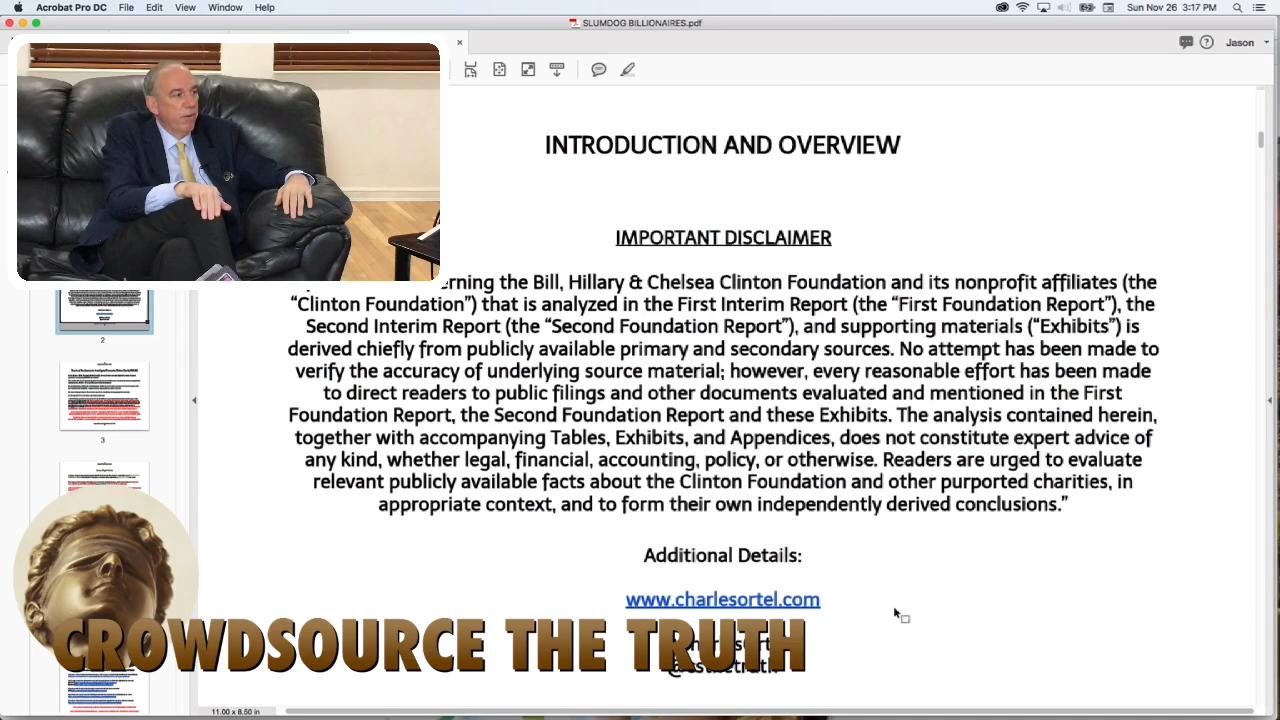 Acrobat Pro DC File Edit View Window Help
Sun Nov 26 3:17 PM
SLUMDOG BILLIONAIRES.pdf
Jason
INTRODUCTION AND OVERVIEW
IMPORTANT DISCLAIMER
the Bill, Hillary & Chelsea Clinton Foundation and its nonprofit affiliates (the
“Clinton Foundation”) that is analyzed in the First Interim Report (the “First Foundation Report”), the
Second Interim Report (the “Second Foundation Report”), and supporting materials (“Exhibits”) is
derived chiefly from publicly available primary and secondary sources. No attempt has been made to
verify the accuracy of underlying source material; however, every reasonable effort has been made
to direct readers to public filings and other documents evaluated and mentioned in the First
Foundation Report, the Second Foundation Report and the Exhibits. The analysis contained herein,
together with accompanying Tables, Exhibits, and Appendices, does not constitute expert advice of
any kind, whether legal, financial, accounting, policy, or otherwise. Readers are urged to evaluate
relevant publicly available facts about the Clinton Foundation and other purported charities, in
appropriate context, and to form their own independently derived conclusions.”
Additional Details:
www.charlesortel.com
2
3
CROWDSOURCE THE TRUTH
11.00 x 8.50 in